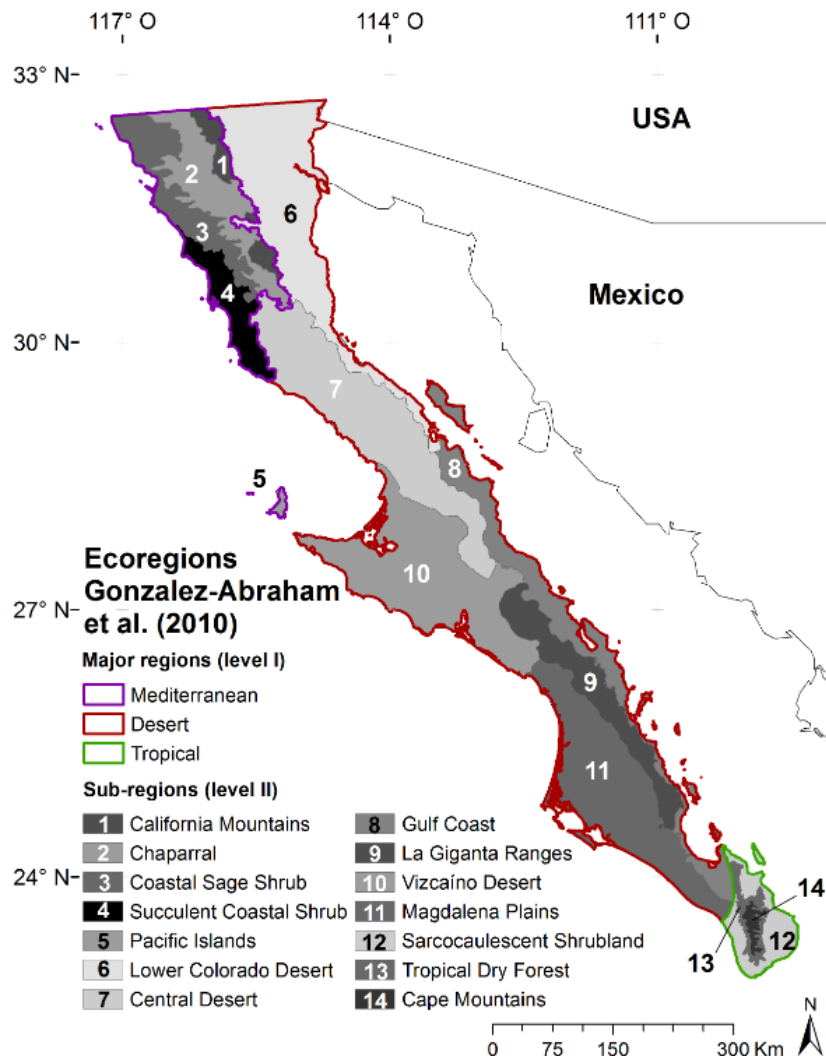 117° O
114° O
111° O
33° N
USA
1
2
6
3
Mexico
4
30° N
7
8
5
10
Ecoregions
Gonzalez-Abraham
et al. (2010)
27° N
Major regions (level I)
Mediterranean
9
Desert
Tropical
11
Sub-regions (level II)
1 California Mountains
2 Chaparral
3 Coastal Sage Shrub
4 Succulent Coastal Shrub
5 Pacific Islands
6 Lower Colorado Desert
7 Central Desert
8 Gulf Coast
9 La Giganta Ranges
10 Vizcaíno Desert
11 Magdalena Plains
12 Sarcocaulescent Shrubland
13 Tropical Dry Forest
14 Cape Mountains
24° N
14
12
13
N
0 75 150 300 Km